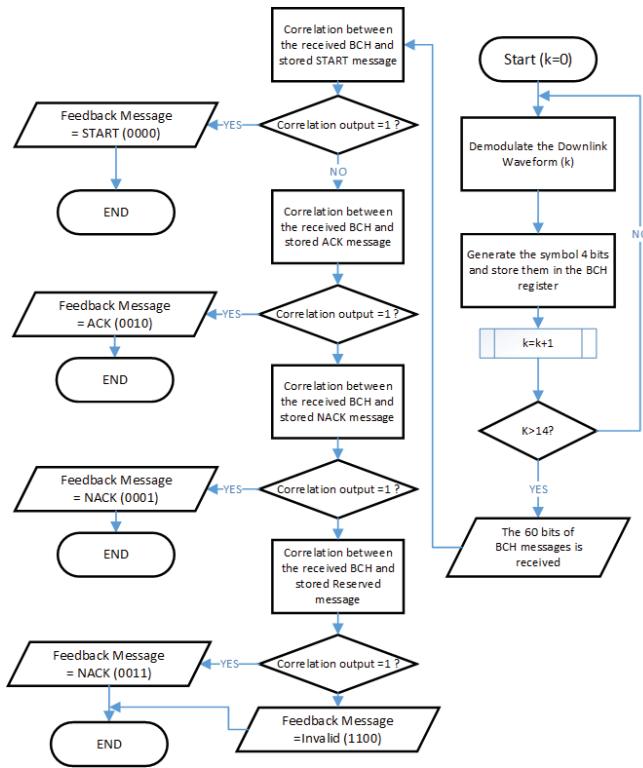 Start (k=0)
Demodulate the Downlink
Waveform (k)
Generate the symbol 4 bits
and store them in the BCH
register
k=k+1
K>14?
NO
YES
The 60 bits of
BCH messages is
received
Correlation between
the received BCH and
stored START message
Correlation output =1 ?
YES
Feedback Message
= START (0000)
END
NO
Correlation between
the received BCH and
stored ACK message
Correlation output =1 ?
YES
Feedback Message
= ACK (0010)
END
Correlation between
the received BCH and
stored NACK message
Correlation output =1 ?
YES
Feedback Message
= NACK (0001)
END
Correlation between
the received BCH and
stored Reserved
message
Correlation output =1 ?
YES
Feedback Message
= NACK (0011)
Feedback Message
=Invalid (1100)
END